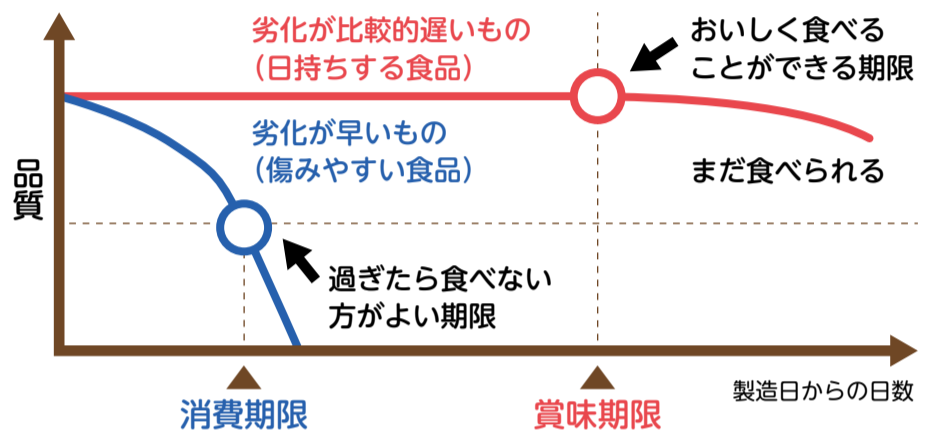 劣化が比較的遅いもの
（日持ちする食品）
おいしく食べる
ことができる期限
劣化が早いもの
（傷みやすい食品）
まだ食べられる
品質
過ぎたら食べない
方がよい期限
製造日からの日数
消費期限
賞味期限